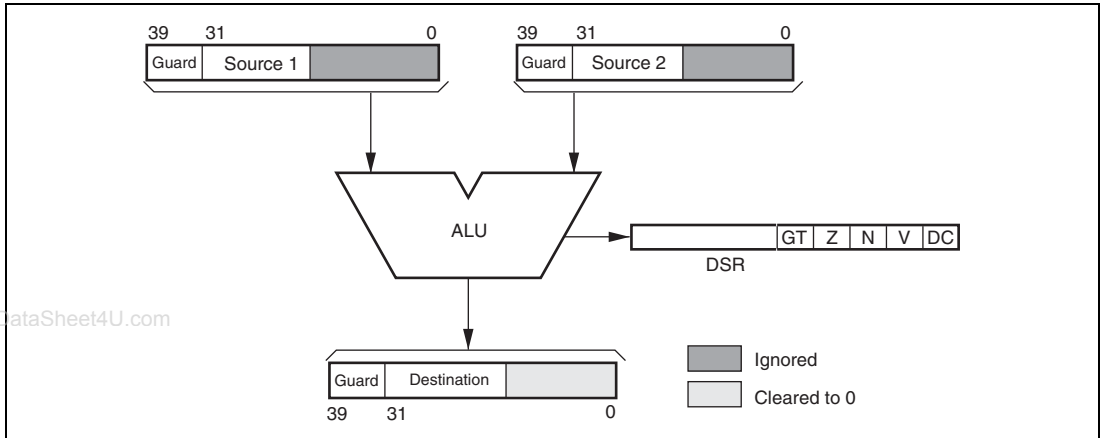 39 31 0
39 31 0
Guard Source 1
Guard Source 2
ALU
GT Z N V DC
DSR
DataSheet4U.com
Ignored
Guard Destination
Cleared to 0
39 31 0